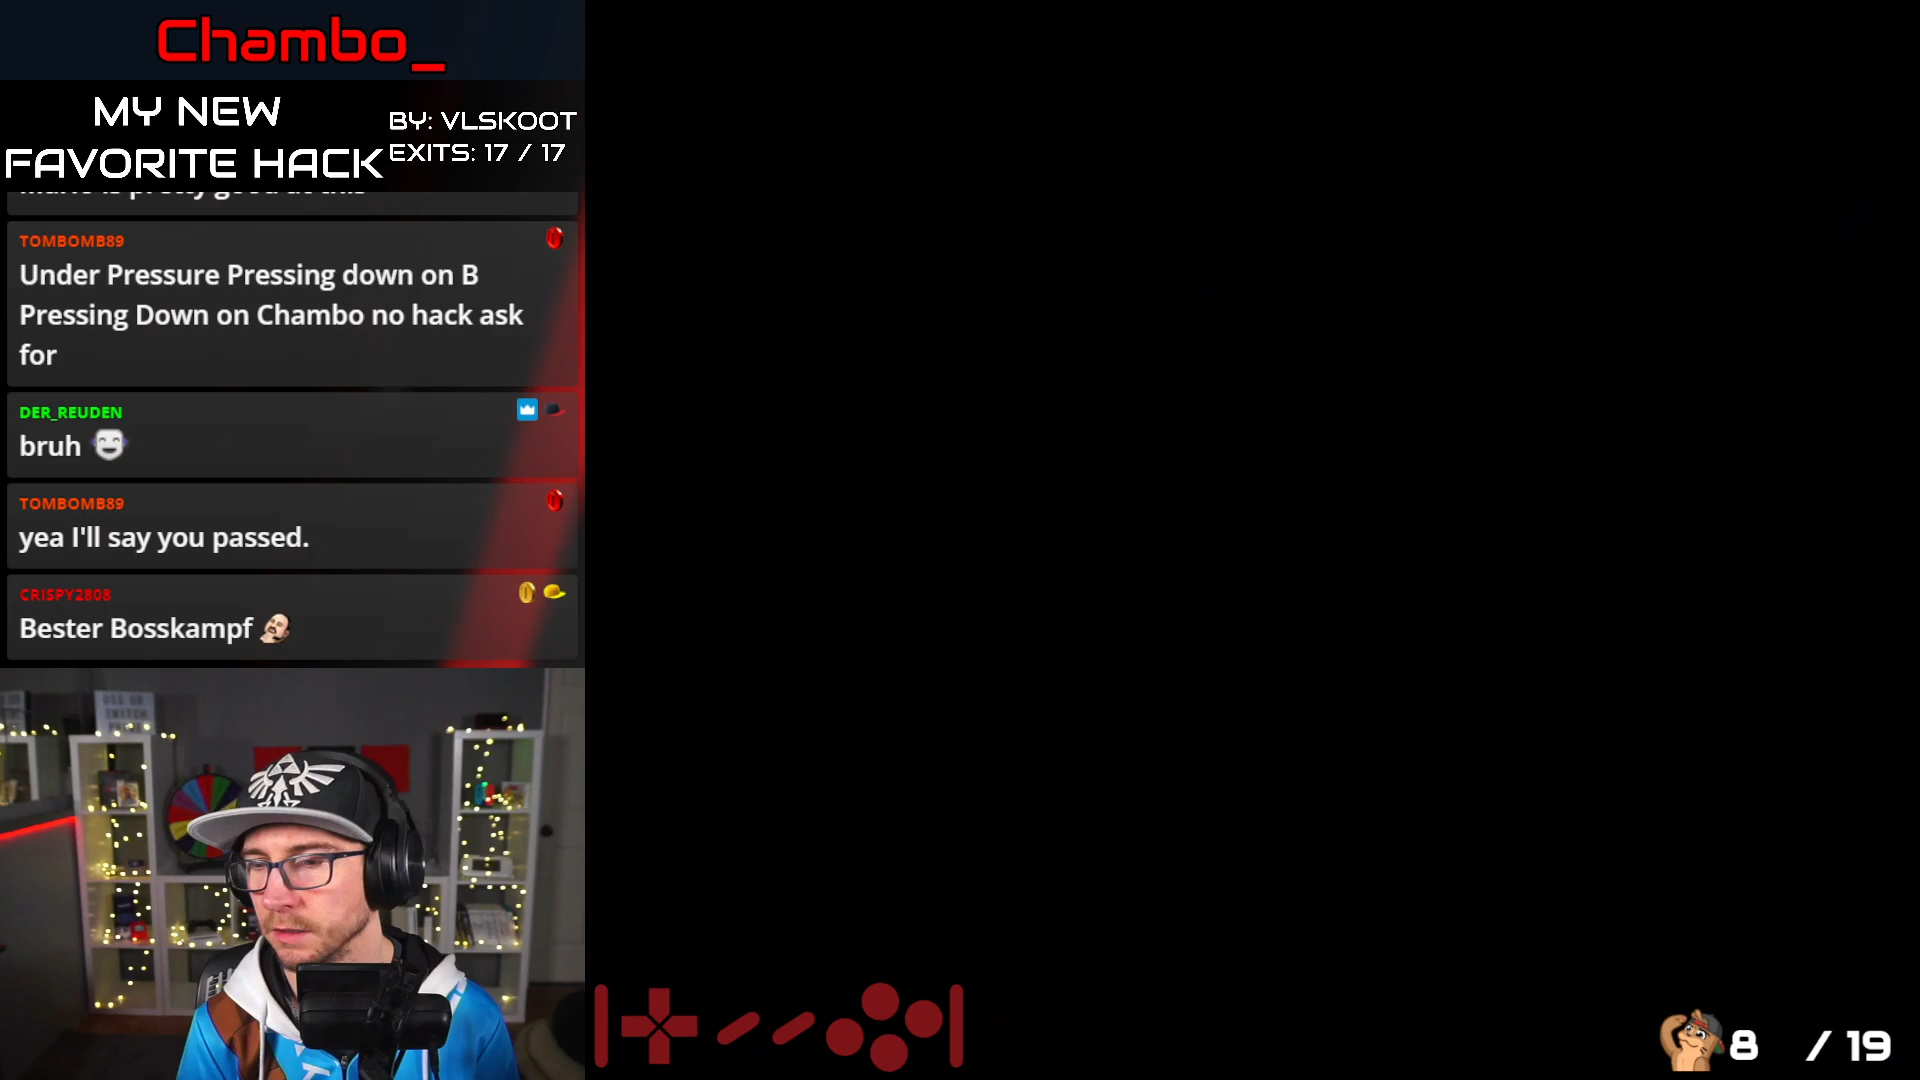 Chambo_
MY NEW
FAVORITE HACK
BY: VLSKOOT
EXITS: 17 / 17
TOMBOMB89
Under Pressure Pressing down on B
Pressing Down on Chambo no hack ask
for
DER_REUDEN
bruh
TOMBOMB89
yea I'll say you passed.
CRISPY2808
Bester Bosskampf
8 / 19